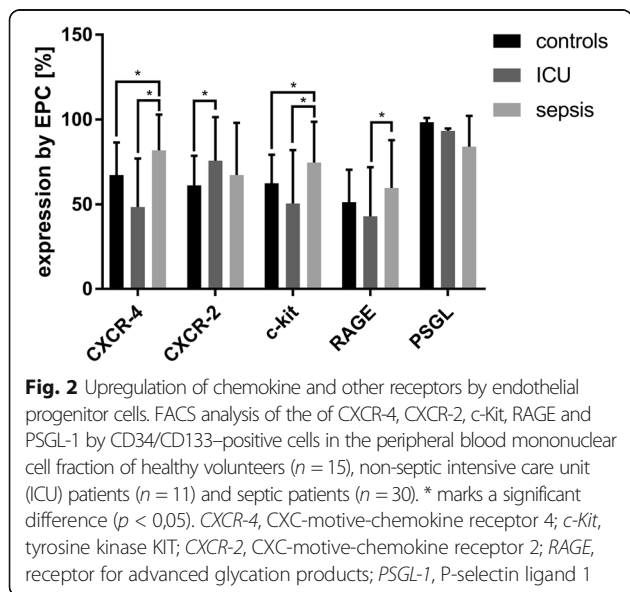 150
100
50
0
expression by EPC [%]
controls
ICU
sepsis
*
*
*
*
*
*
CXCR-4
CXCR-2
c-kit
RAGE
PSGL
Fig. 2 Upregulation of chemokine and other receptors by endothelial
progenitor cells. FACS analysis of the of CXCR-4, CXCR-2, c-Kit, RAGE and
PSGL-1 by CD34/CD133–positive cells in the peripheral blood mononuclear
cell fraction of healthy volunteers (n = 15), non-septic intensive care unit
(ICU) patients (n = 11) and septic patients (n = 30). * marks a significant
difference (p < 0,05). CXCR-4, CXC-motive-chemokine receptor 4; c-Kit,
tyrosine kinase KIT; CXCR-2, CXC-motive-chemokine receptor 2; RAGE,
receptor for advanced glycation products; PSGL-1, P-selectin ligand 1